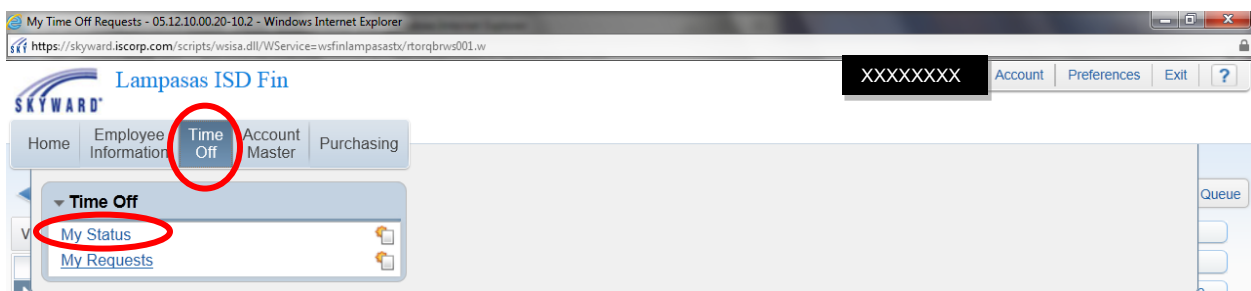 My Time Off Requests - 05.12.10.00.20-10.2 - Windows Internet Explorer
https://skyward.iscorp.com/scripts/wsisa.dll/WService=wsfinlampasastx/rtorqbrws001.w
SKYWARD
Lampasas ISD Fin
XXXXXXXX Account Preferences Exit ?
Home Employee Information Time Off Account Master Purchasing
Time Off
Queue
My Status
My Requests